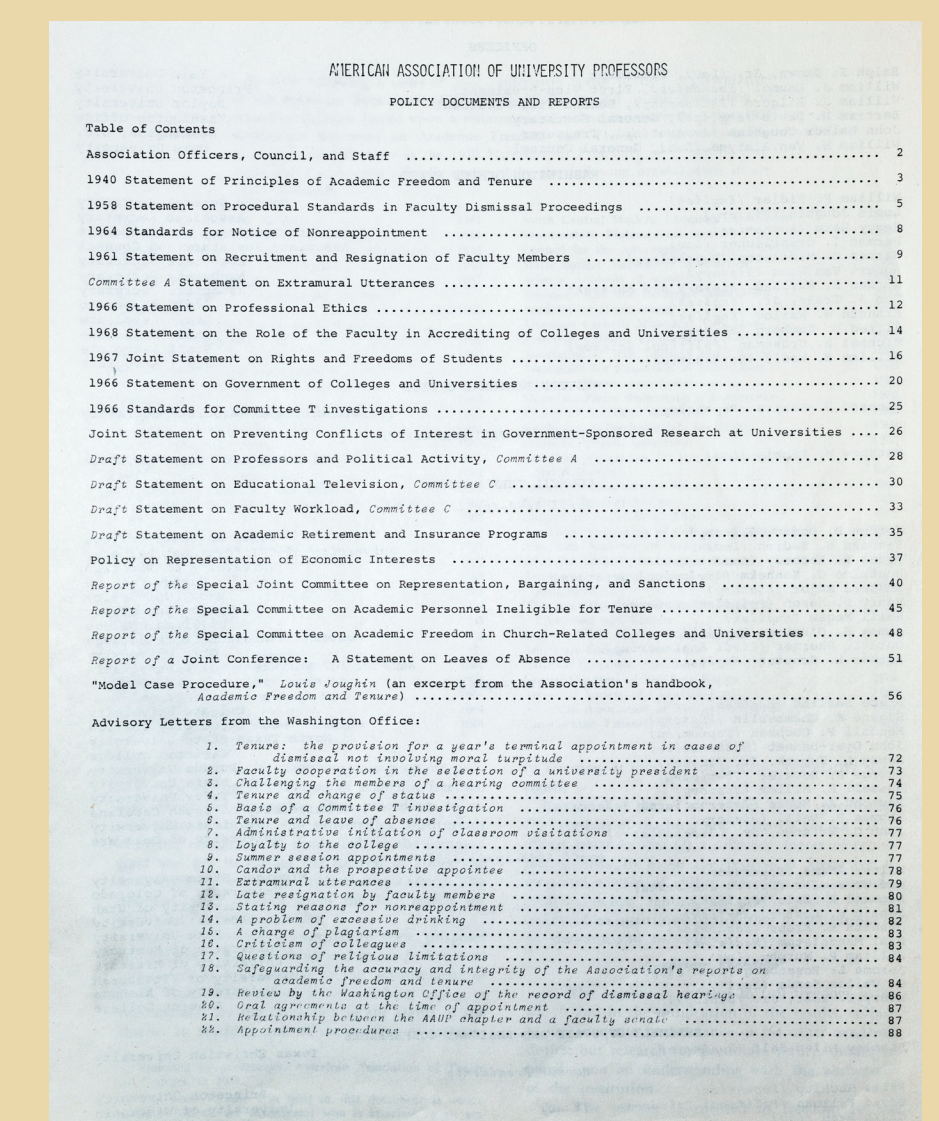 AMERICAN ASSOCIATION OF UNIVERSITY PROFESSORS
POLICY DOCUMENTS AND REPORTS
Table of Contents
Association Officers, Council, and Staff .......... 2
1940 Statement of Principles of Academic Freedom and Tenure .......... 3
1958 Statement on Procedural Standards in Faculty Dismissal Proceedings .......... 5
1964 Standards for Notice of Nonreappointment .......... 8
1961 Statement on Recruitment and Resignation of Faculty Members .......... 9
Committee A Statement on Extramural Utterances .......... 11
1966 Statement on Professional Ethics .......... 12
1968 Statement on the Role of the Faculty in Accrediting of Colleges and Universities .......... 14
1967 Joint Statement on Rights and Freedoms of Students .......... 16
1966 Statement on Government of Colleges and Universities .......... 20
1966 Standards for Committee T investigations .......... 25
Joint Statement on Preventing Conflicts of Interest in Government-Sponsored Research at Universities .... 26
Draft Statement on Professors and Political Activity, Committee A .......... 28
Draft Statement on Educational Television, Committee C .......... 30
Draft Statement on Faculty Workload, Committee C .......... 33
Draft Statement on Academic Retirement and Insurance Programs .......... 35
Policy on Representation of Economic Interests .......... 37
Report of the Special Joint Committee on Representation, Bargaining, and Sanctions .......... 40
Report of the Special Committee on Academic Personnel Ineligible for Tenure .......... 45
Report of the Special Committee on Academic Freedom in Church-Related Colleges and Universities ......... 48
Report of a Joint Conference: A Statement on Leaves of Absence .......... 51
"Model Case Procedure," Louis Joughin (an excerpt from the Association's handbook,
Academic Freedom and Tenure) .......... 56
Advisory Letters from the Washington Office:
1. Tenure: the provision for a year's terminal appointment in cases of
dismissal not involving moral turpitude .......... 72
2. Faculty cooperation in the selection of a university president .......... 73
3. Challenging the members of a hearing committee .......... 74
4. Tenure and change of status .......... 75
5. Basis of a Committee T investigation .......... 76
6. Tenure and leave of absence .......... 76
7. Administrative initiation of classroom visitations .......... 77
8. Loyalty to the college .......... 77
9. Summer session appointments .......... 77
10. Candor and the prospective appointee .......... 78
11. Extramural utterances .......... 79
12. Late resignation by faculty members .......... 80
13. Stating reasons for nonreappointment .......... 81
14. A problem of excessive drinking .......... 82
15. A charge of plagiarism .......... 83
16. Criticism of colleagues .......... 83
17. Questions of religious limitations .......... 84
18. Safeguarding the accuracy and integrity of the Association's reports on
academic freedom and tenure .......... 84
19. Review by the Washington Office of the record of dismissal hearings .......... 86
20. Oral agreements at the time of appointment .......... 87
21. Relationship between the AAUP chapter and a faculty senate .......... 87
22. Appointment procedures .......... 88